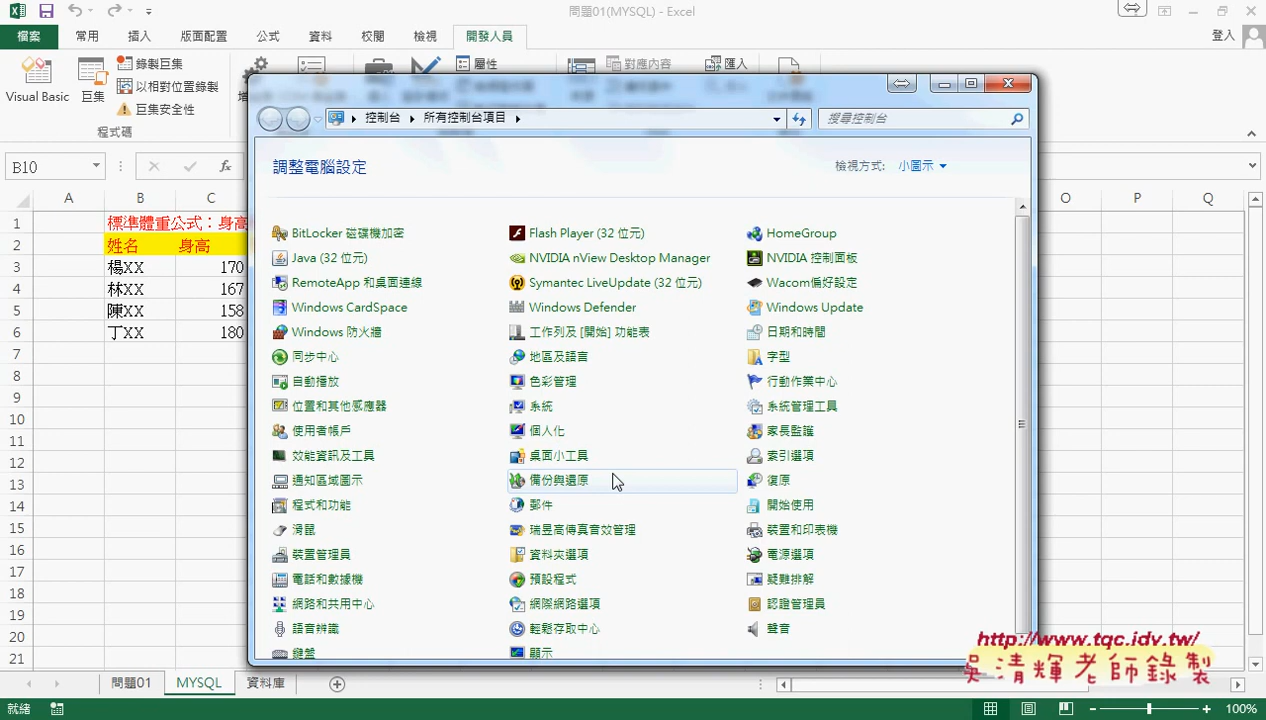 問題01(MYSQL) - Excel
檔案 常用 插入 版面配置 公式 資料 校閱 檢視 開發人員 登入
錄製巨集 屬性 對應內容 匯入
以相對位置錄製
Visual Basic 巨集 巨集安全性
程式碼
控制台 所有控制台項目 搜尋控制台
B10 fx
調整電腦設定 檢視方式: 小圖示
A B C O P Q
1 標準體重公式：身高
2 姓名 身高
3 楊XX 170
4 林XX 167
5 陳XX 158
6 丁XX 180
7
8
9
10
11
12
13
14
15
16
17
18
19
20
21
BitLocker 磁碟機加密 Flash Player (32 位元) HomeGroup
Java (32 位元) NVIDIA nView Desktop Manager NVIDIA 控制面板
RemoteApp 和桌面連線 Symantec LiveUpdate (32 位元) Wacom偏好設定
Windows CardSpace Windows Defender Windows Update
Windows 防火牆 工作列及 [開始] 功能表 日期和時間
同步中心 地區及語言 字型
自動播放 色彩管理 行動作業中心
位置和其他感應器 系統 系統管理工具
使用者帳戶 個人化 家長監護
效能資訊及工具 桌面小工具 索引選項
通知區域圖示 備份與還原 復原
程式和功能 郵件 開始使用
滑鼠 瑞昱高傳真音效管理 裝置和印表機
裝置管理員 資料夾選項 電源選項
電話和數據機 預設程式 疑難排解
網路和共用中心 網際網路選項 認證管理員
語音辨識 輕鬆存取中心 聲音
鍵盤 顯示
http://www.tqc.idv.tw/
吳清輝老師錄製
問題01 MYSQL 資料庫
就緒 100%